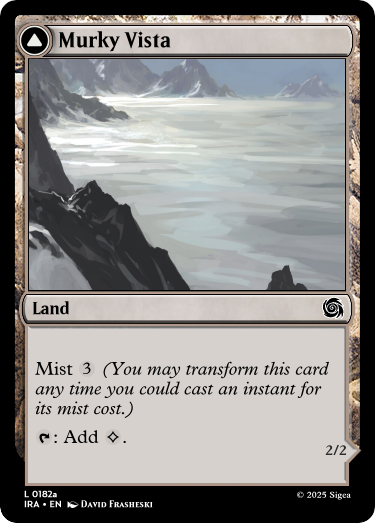 Murky Vista
Land
Mist 3 (You may transform this card
any time you could cast an instant for
its mist cost.)
: Add .
2/2
L 0182a
IRA • EN David Frasheski
© 2025 Sigea